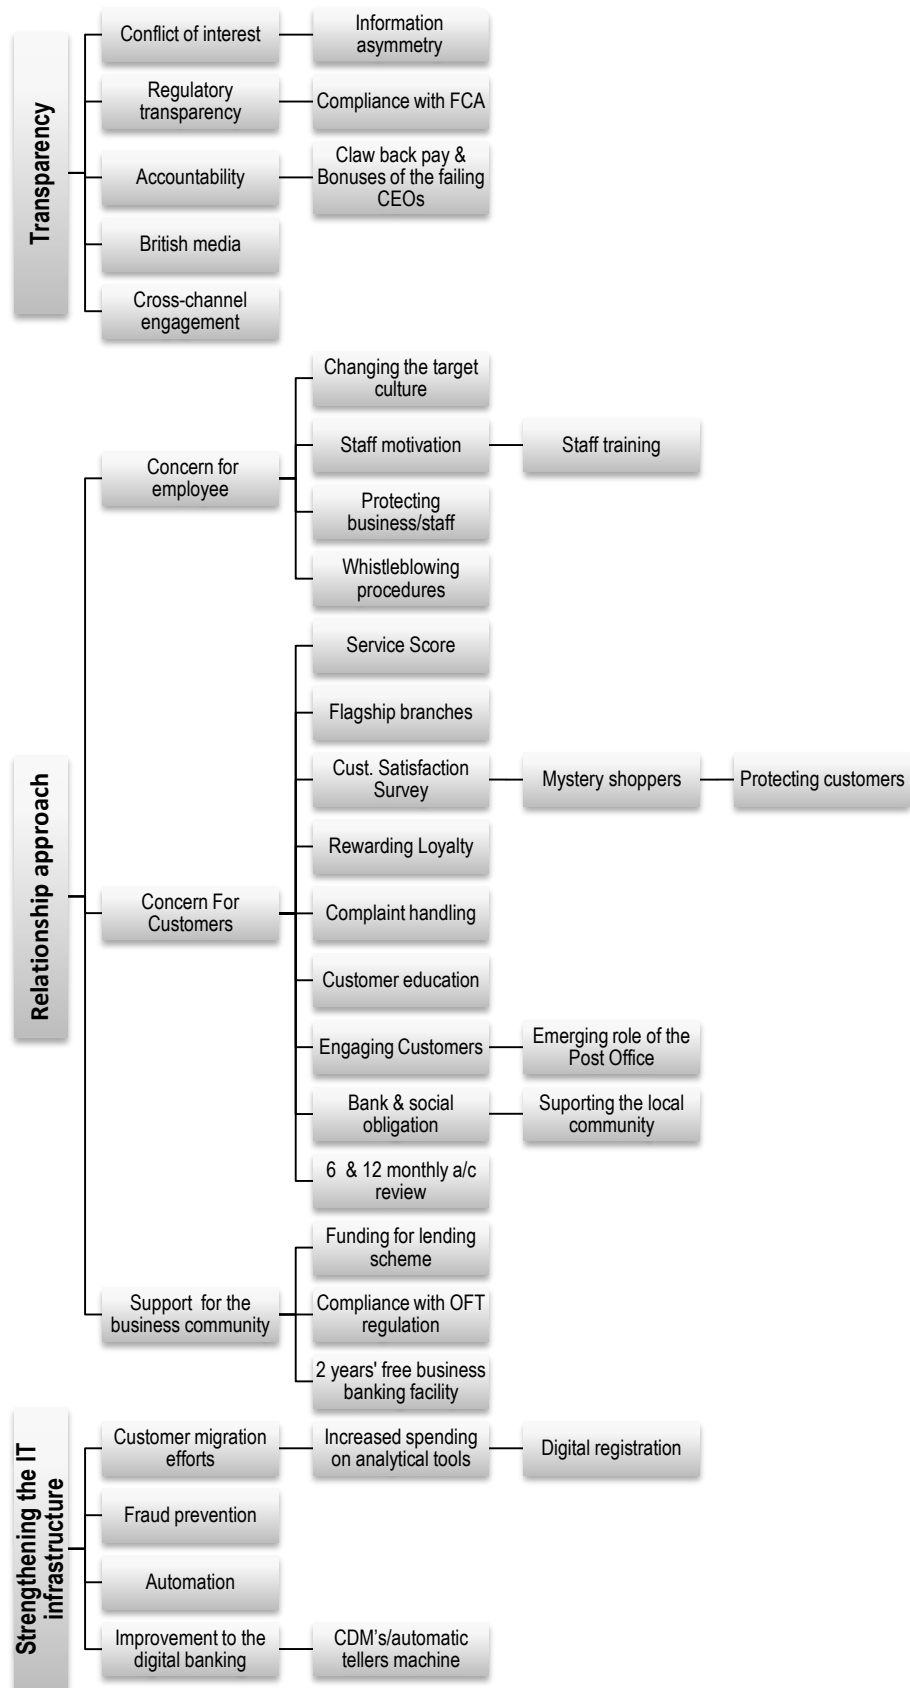 Transparency
Conflict of interest
Information
asymmetry
Regulatory
transparency
Compliance with FCA
Accountability
Claw back pay &
Bonuses of the failing
CEOs
British media
Cross-channel
engagement
Relationship approach
Concern for
employee
Changing the target
culture
Staff motivation
Staff training
Protecting
business/staff
Whistleblowing
procedures
Concern For
Customers
Service Score
Flagship branches
Cust. Satisfaction
Survey
Mystery shoppers
Protecting customers
Rewarding Loyalty
Complaint handling
Customer education
Engaging Customers
Emerging role of the
Post Office
Bank & social
obligation
Suporting the local
community
6 & 12 monthly a/c
review
Support for the
business community
Funding for lending
scheme
Compliance with OFT
regulation
2 years' free business
banking facility
Strengthening the IT
infrastructure
Customer migration
efforts
Increased spending
on analytical tools
Digital registration
Fraud prevention
Automation
Improvement to the
digital banking
CDM's/automatic
tellers machine